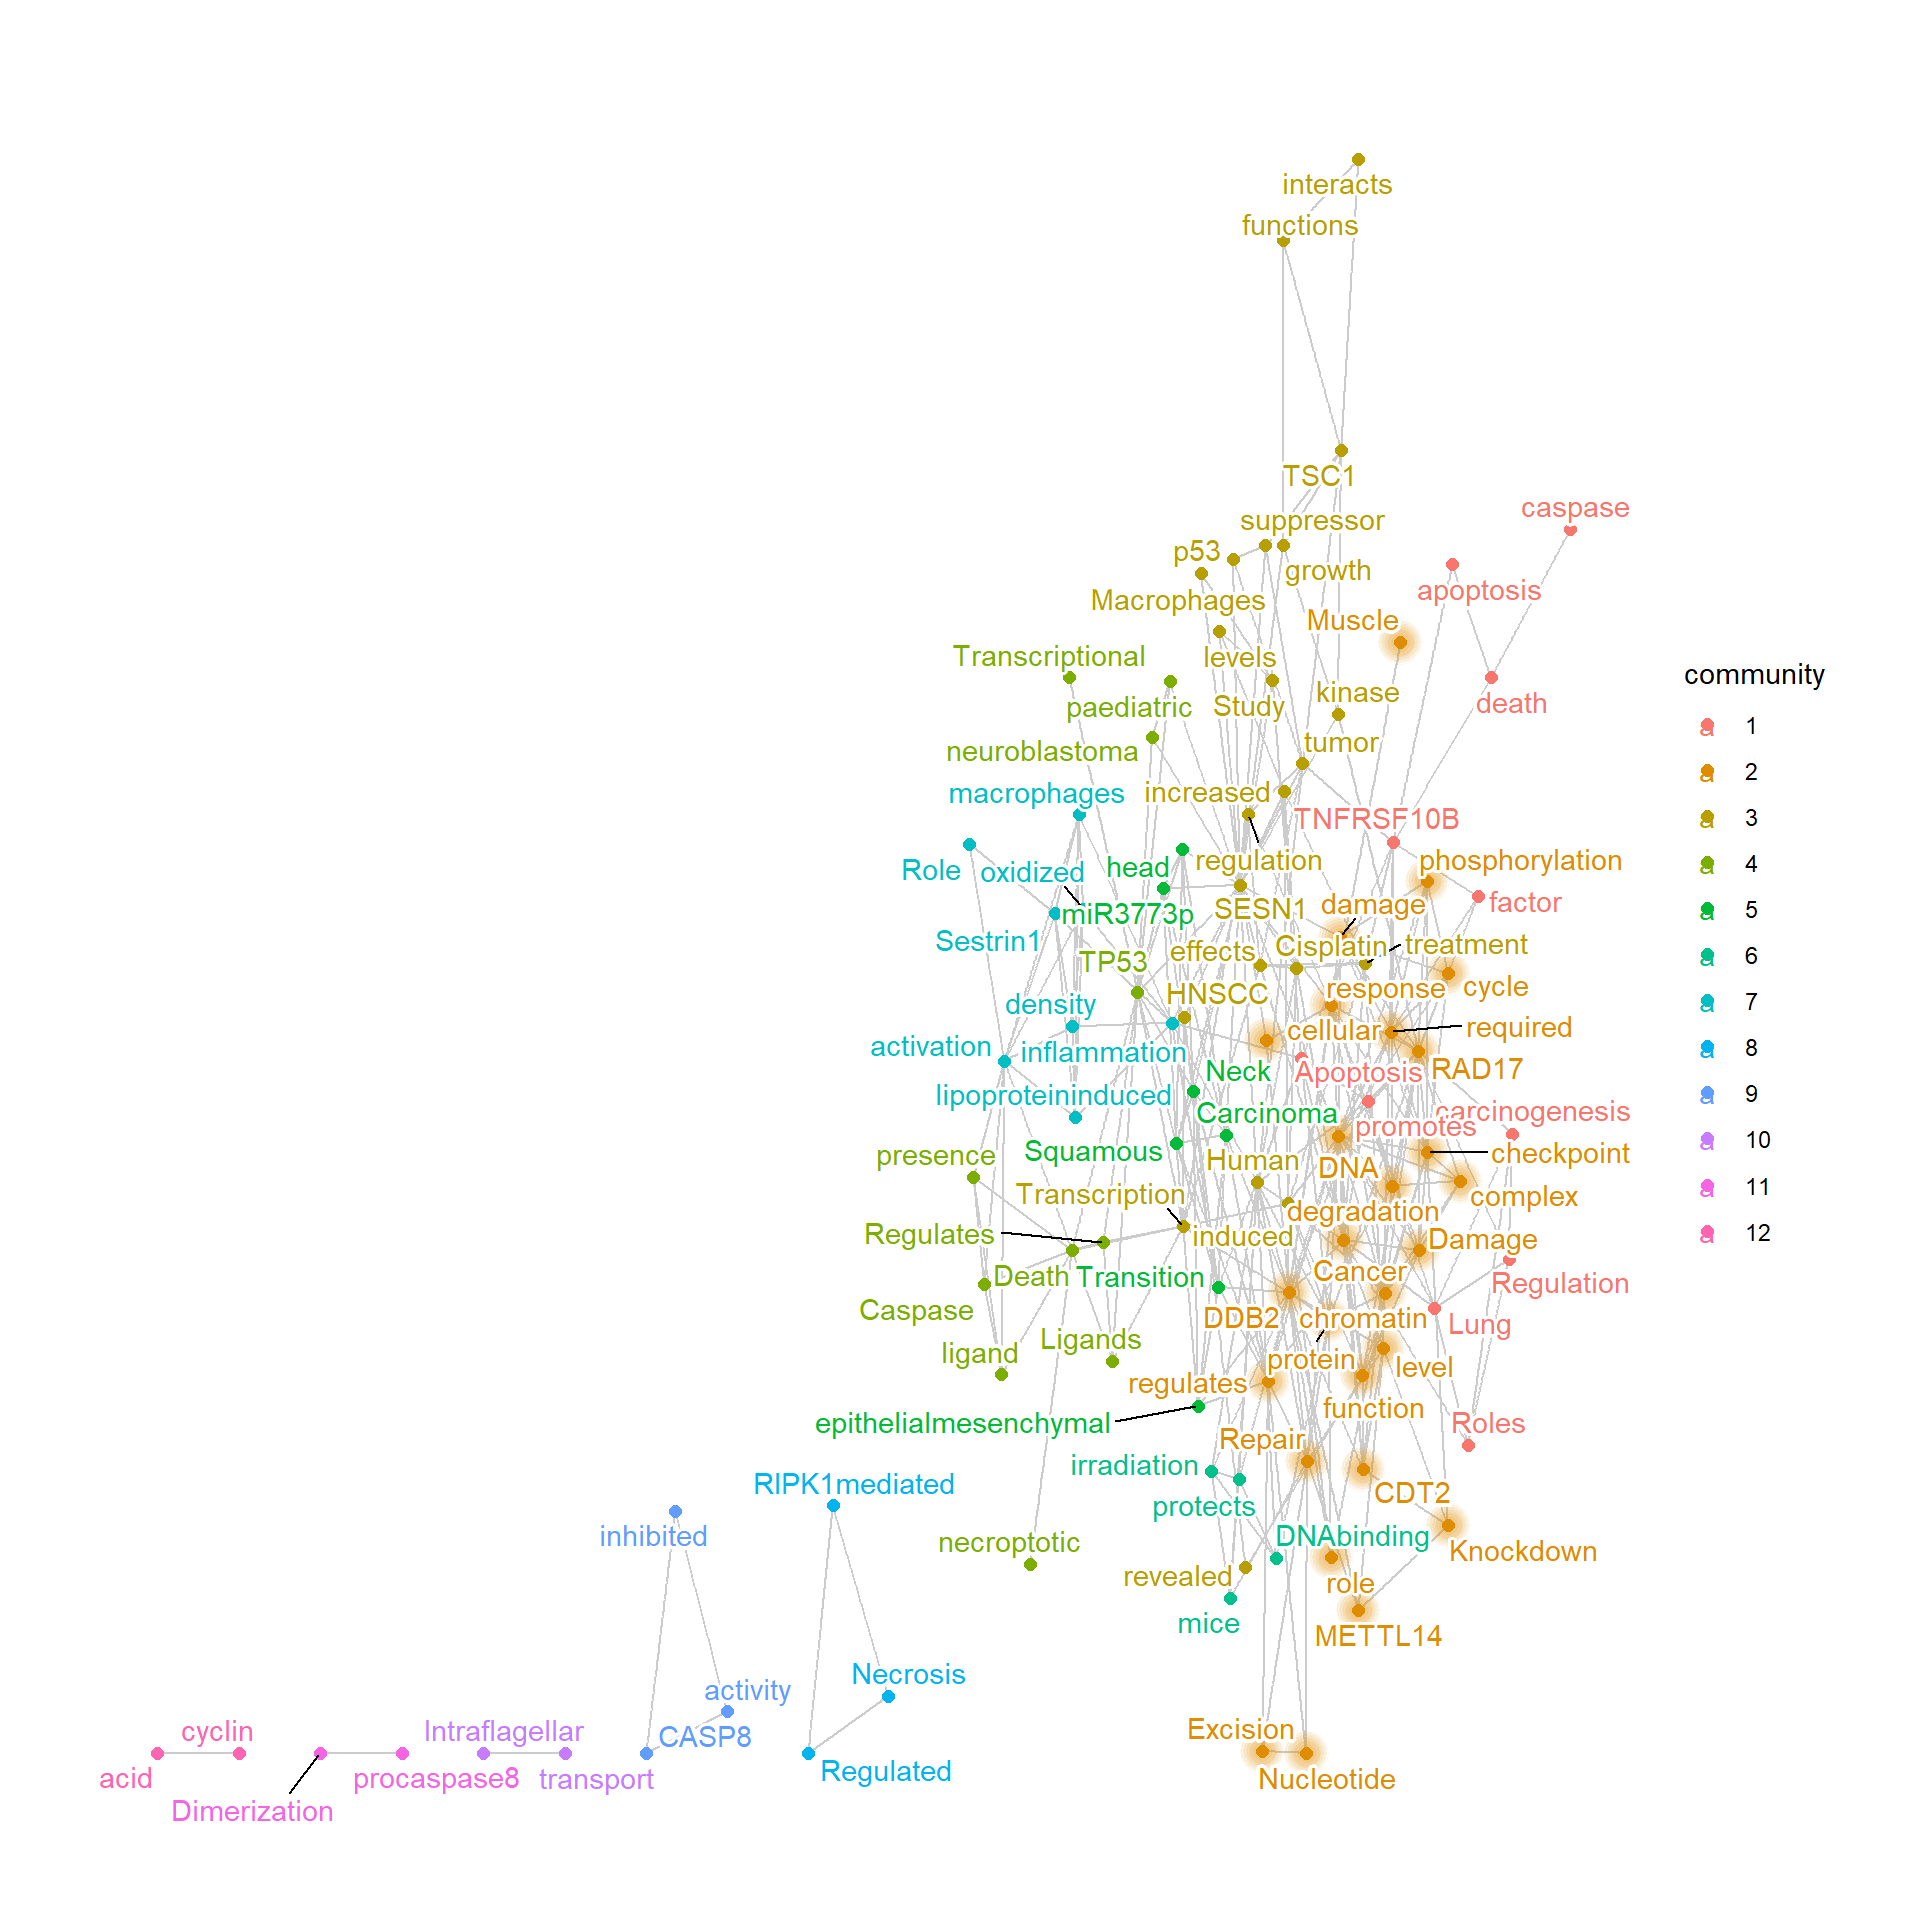 interacts
functions
TSC1
caspase
suppressor
p53
growth
apoptosis
Macrophages
Muscle
Transcriptional
levels
community
kinase
death
paediatric
Study
a 1
tumor
neuroblastoma
a 2
macrophages
increased
TNFRSF10B
a 3
regulation
phosphorylation
head
a 4
Role
oxidized
factor
damage
SESN1
miR3773p
a 5
Sestrin1
Cisplatin
treatment
effects
a 6
TP53
response
cycle
HNSCC
a 7
density
required
cellular
activation
inflammation
a 8
RAD17
Neck
Apoptosis
lipoproteininduced
a 9
carcinogenesis
Carcinoma
promotes
a 10
Squamous
checkpoint
presence
Human
DNA
a 11
Transcription
complex
degradation
a 12
Regulates
induced
Damage
Cancer
Death
Transition
Regulation
Caspase
DDB2
chromatin
Lung
Ligands
ligand
protein
level
regulates
function
epithelialmesenchymal
Roles
Repair
irradiation
RIPK1mediated
CDT2
protects
inhibited
DNAbinding
necroptotic
Knockdown
revealed
role
mice
METTL14
Necrosis
activity
Excision
cyclin
Intraflagellar
CASP8
Regulated
acid
procaspase8
transport
Nucleotide
Dimerization